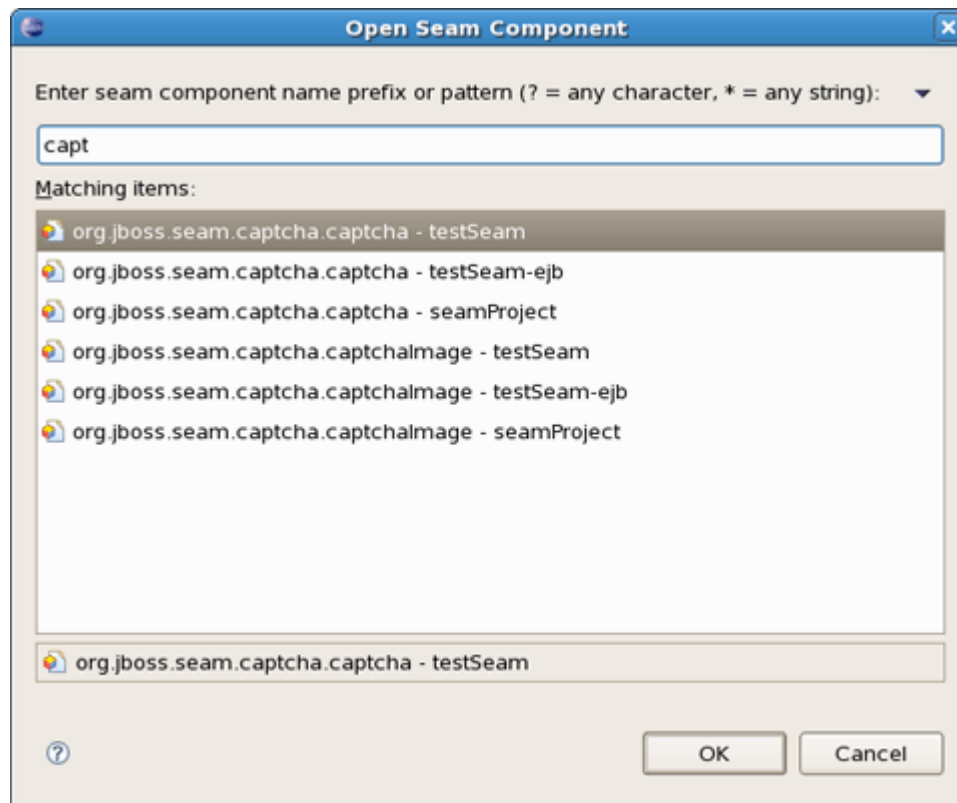 Open Seam Component
Enter seam component name prefix or pattern (? = any character, * = any string):
capt
Matching items:
org.jboss.seam.captcha.captcha - testSeam
org.jboss.seam.captcha.captcha - testSeam-ejb
org.jboss.seam.captcha.captcha - seamProject
org.jboss.seam.captcha.captchaImage - testSeam
org.jboss.seam.captcha.captchaImage - testSeam-ejb
org.jboss.seam.captcha.captchaImage - seamProject
org.jboss.seam.captcha.captcha - testSeam
? OK Cancel